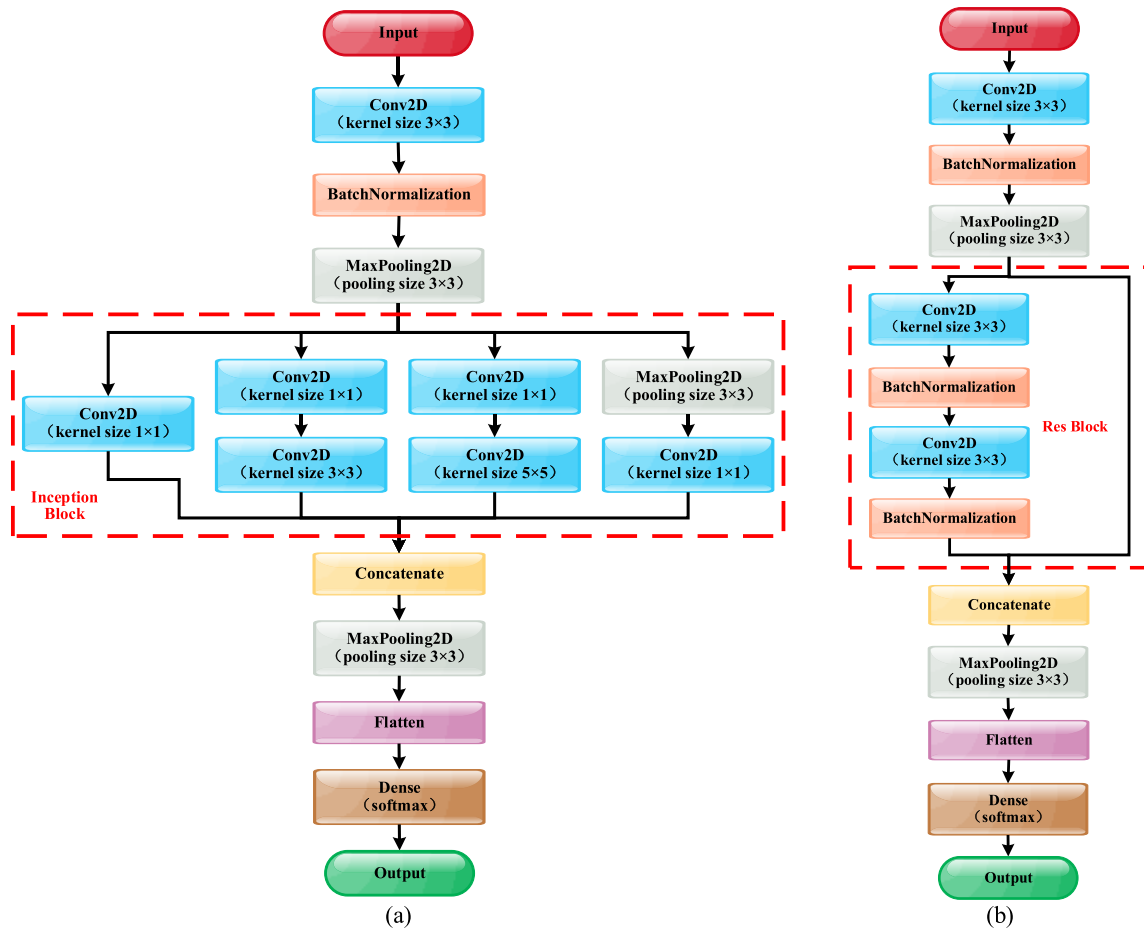 Input
Conv2D
（kernel size 3×3）
BatchNormalization
MaxPooling2D
（pooling size 3×3）
Conv2D
（kernel size 1×1）
Conv2D
（kernel size 1×1）
Conv2D
（kernel size 3×3）
Conv2D
（kernel size 1×1）
Conv2D
（kernel size 5×5）
MaxPooling2D
（pooling size 3×3）
Conv2D
（kernel size 1×1）
Inception
Block
Concatenate
MaxPooling2D
（pooling size 3×3）
Flatten
Dense
（softmax）
Output
(a)
Input
Conv2D
（kernel size 3×3）
BatchNormalization
MaxPooling2D
（pooling size 3×3）
Conv2D
（kernel size 3×3）
BatchNormalization
Conv2D
（kernel size 3×3）
BatchNormalization
Res Block
Concatenate
MaxPooling2D
（pooling size 3×3）
Flatten
Dense
（softmax）
Output
(b)